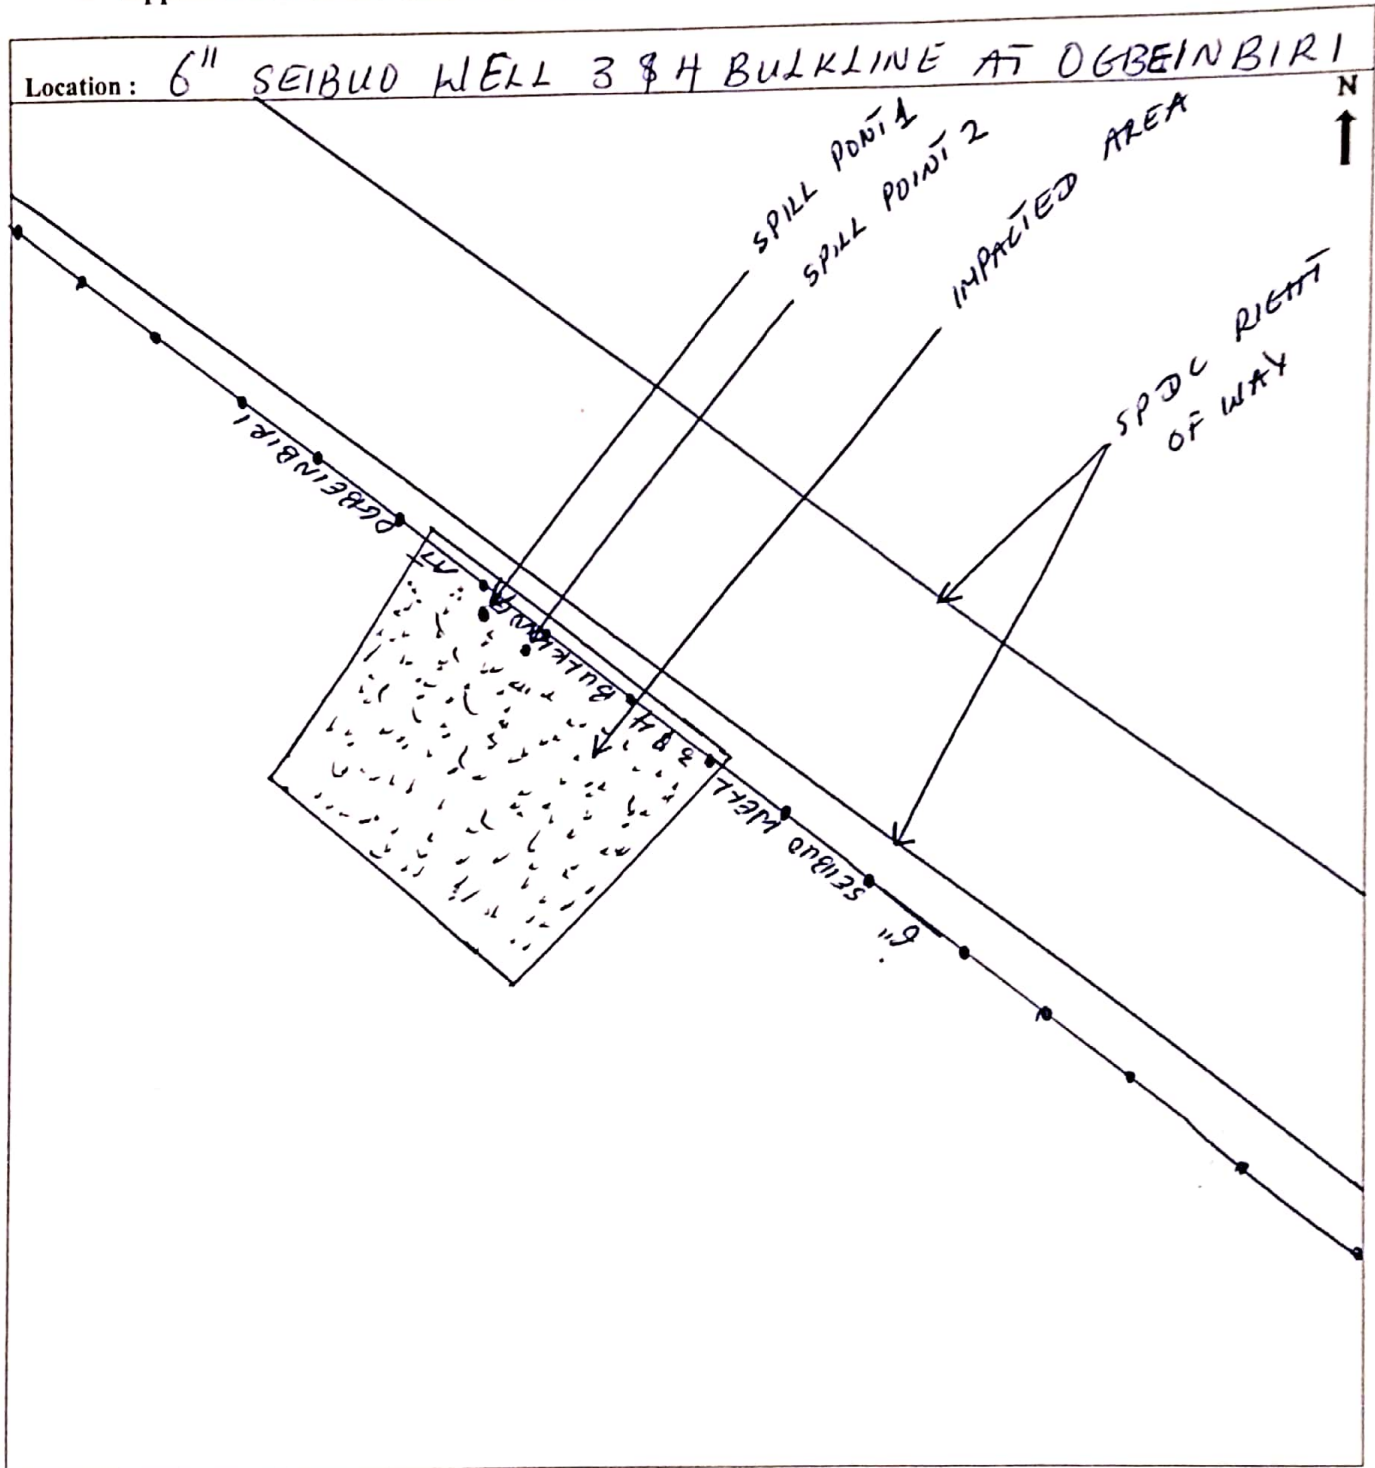 Location : 6" SEIBUO WELL 3 & 4 BULKLINE AT OGBEINBIRI
N
SPILL PONT 1
SPILL POINT 2
IMPACTED AREA
SPDC RIGHT
OF WAY
6" SEIBUO WELL 3 & 4 BULKLINE AT OGBEINBIRI